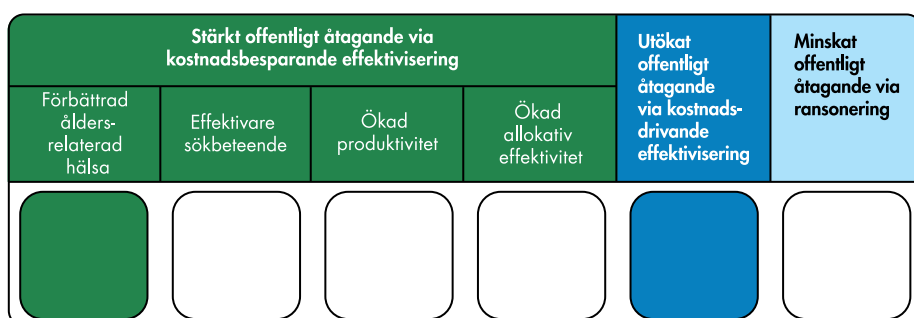 Stärkt offentligt åtagande via
kostnadsbesparande effektivisering
Utökat
offentligt
åtagande
via kostnads-
drivande
effektivisering
Minskat
offentligt
åtagande via
ransonering
Förbättrad
ålders-
relaterad
hälsa
Effektivare
sökbeteende
Ökad
produktivitet
Ökad
allokativ
effektivitet